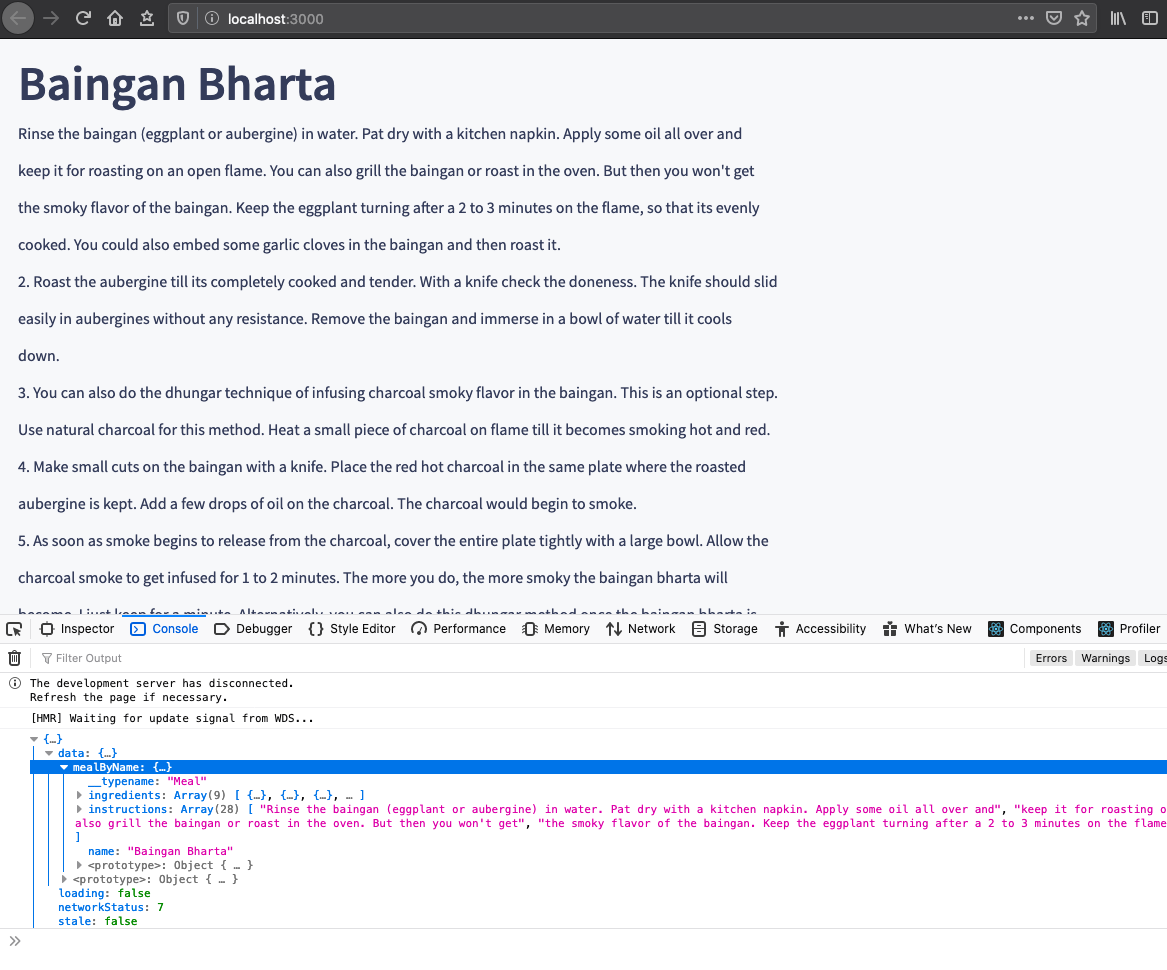 localhost:3000
Baingan Bharta
Rinse the baingan (eggplant or aubergine) in water. Pat dry with a kitchen napkin. Apply some oil all over and
keep it for roasting on an open flame. You can also grill the baingan or roast in the oven. But then you won't get
the smoky flavor of the baingan. Keep the eggplant turning after a 2 to 3 minutes on the flame, so that its evenly
cooked. You could also embed some garlic cloves in the baingan and then roast it.
2. Roast the aubergine till its completely cooked and tender. With a knife check the doneness. The knife should slid
easily in aubergines without any resistance. Remove the baingan and immerse in a bowl of water till it cools
down.
3. You can also do the dhungar technique of infusing charcoal smoky flavor in the baingan. This is an optional step.
Use natural charcoal for this method. Heat a small piece of charcoal on flame till it becomes smoking hot and red.
4. Make small cuts on the baingan with a knife. Place the red hot charcoal in the same plate where the roasted
aubergine is kept. Add a few drops of oil on the charcoal. The charcoal would begin to smoke.
5. As soon as smoke begins to release from the charcoal, cover the entire plate tightly with a large bowl. Allow the
charcoal smoke to get infused for 1 to 2 minutes. The more you do, the more smoky the baingan bharta will
become. I just keep for a minute. Alternatively, you can also do this dhungar method once the baingan bharta is
Inspector Console Debugger Style Editor Performance Memory Network Storage Accessibility What's New Components Profiler
Filter Output Errors Warnings Logs
The development server has disconnected.
Refresh the page if necessary.
[HMR] Waiting for update signal from WDS...
{…}
data: {…}
mealByName: {…}
__typename: "Meal"
ingredients: Array(9) [ {…}, {…}, {…}, … ]
instructions: Array(28) [ "Rinse the baingan (eggplant or aubergine) in water. Pat dry with a kitchen napkin. Apply some oil all over and", "keep it for roasting o
also grill the baingan or roast in the oven. But then you won't get", "the smoky flavor of the baingan. Keep the eggplant turning after a 2 to 3 minutes on the flame
]
name: "Baingan Bharta"
<prototype>: Object { … }
<prototype>: Object { … }
loading: false
networkStatus: 7
stale: false